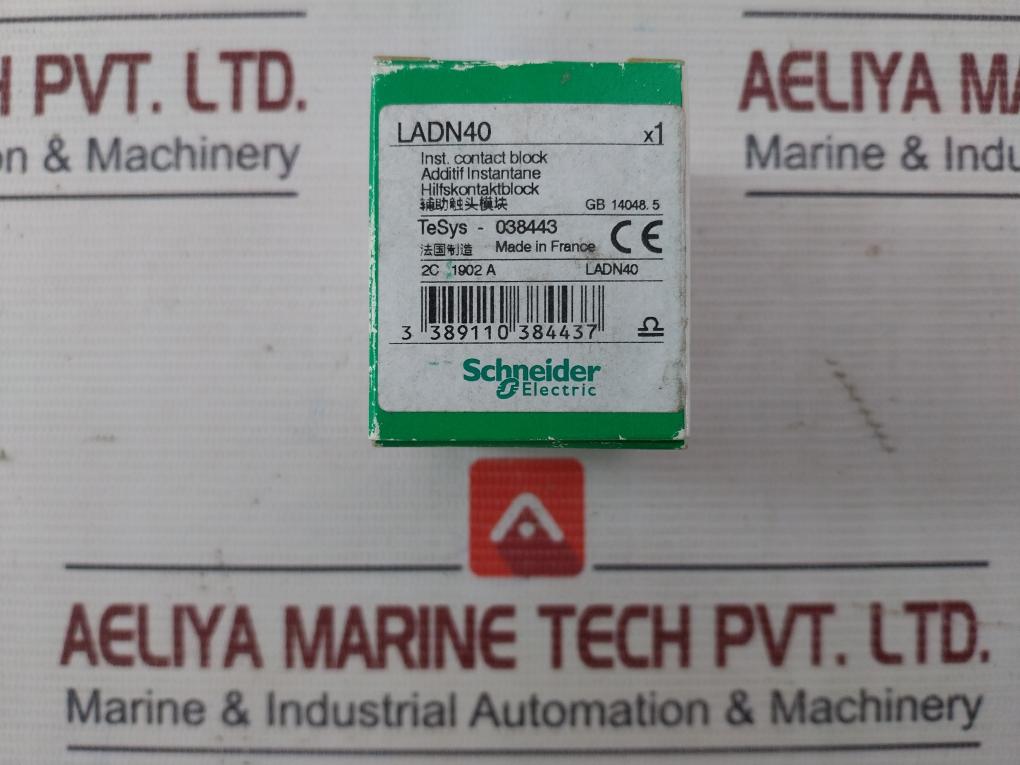 H PVT. LTD.
on & Machinery
AELIYA MA
Marine & Indu
LADN40 x1
Inst. contact block
Additif Instantane
Hilfskontaktblock
辅助触头模块 GB 14048.5
TeSys - 038443
法国制造 Made in France CE
2C 1902 A LADN40
3 389110 384437
Schneider
Electric
AELIYA MARINE TECH PVT. LTD.
Marine & Industrial Automation & Machinery